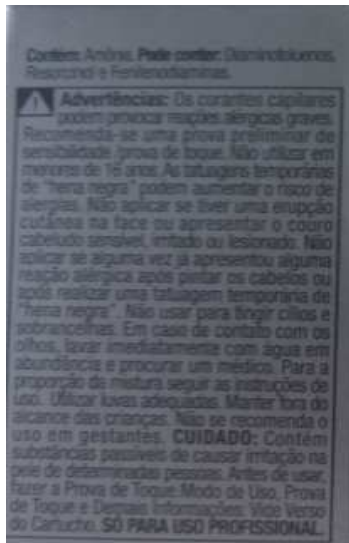 Contém: Amônia. Pode conter: Diaminotoluenos,
Resorcinol e Fenilenodiaminas.
Advertências: Os corantes capilares
podem provocar reações alérgicas graves.
Recomenda-se uma prova preliminar de
sensibilidade (prova de toque. Não utilizar em
menores de 16 anos. As tatuagens temporárias
de "hena negra" podem aumentar o risco de
alergias. Não aplicar se tiver uma erupção
cutânea na face ou apresentar o couro
cabeludo sensível, irritado ou lesionado. Não
aplicar se alguma vez já apresentou alguma
reação alérgica após pintar os cabelos ou
após realizar uma tatuagem temporária de
"hena negra". Não usar para tingir cílios e
sobrancelhas. Em caso de contato com os
olhos, lavar imediatamente com água em
abundância e procurar um médico. Para a
proporção de mistura seguir as instruções de
uso. Utilizar luvas adequadas. Manter fora do
alcance das crianças. Não se recomenda o
uso em gestantes. CUIDADO: Contém
substâncias passíveis de causar irritação na
pele de determinadas pessoas. Antes de usar,
fazer a Prova de Toque. Modo de Uso, Prova
de Toque e Demais Informações: Vide Verso
do Cartucho. SÓ PARA USO PROFISSIONAL.